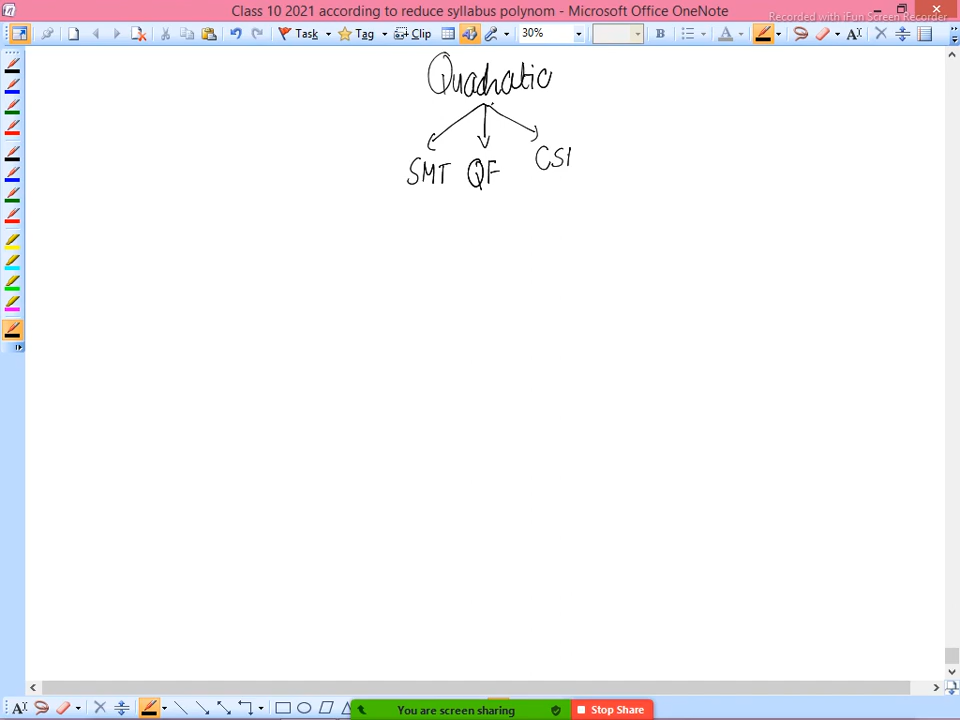 Class 10 2021 according to reduce syllabus polynom - Microsoft Office OneNote
Recorded with iFun Screen Recorder
Task Tag Clip 30% B A A
Quadratic
SMT QF CSM
A
You are screen sharing Stop Share